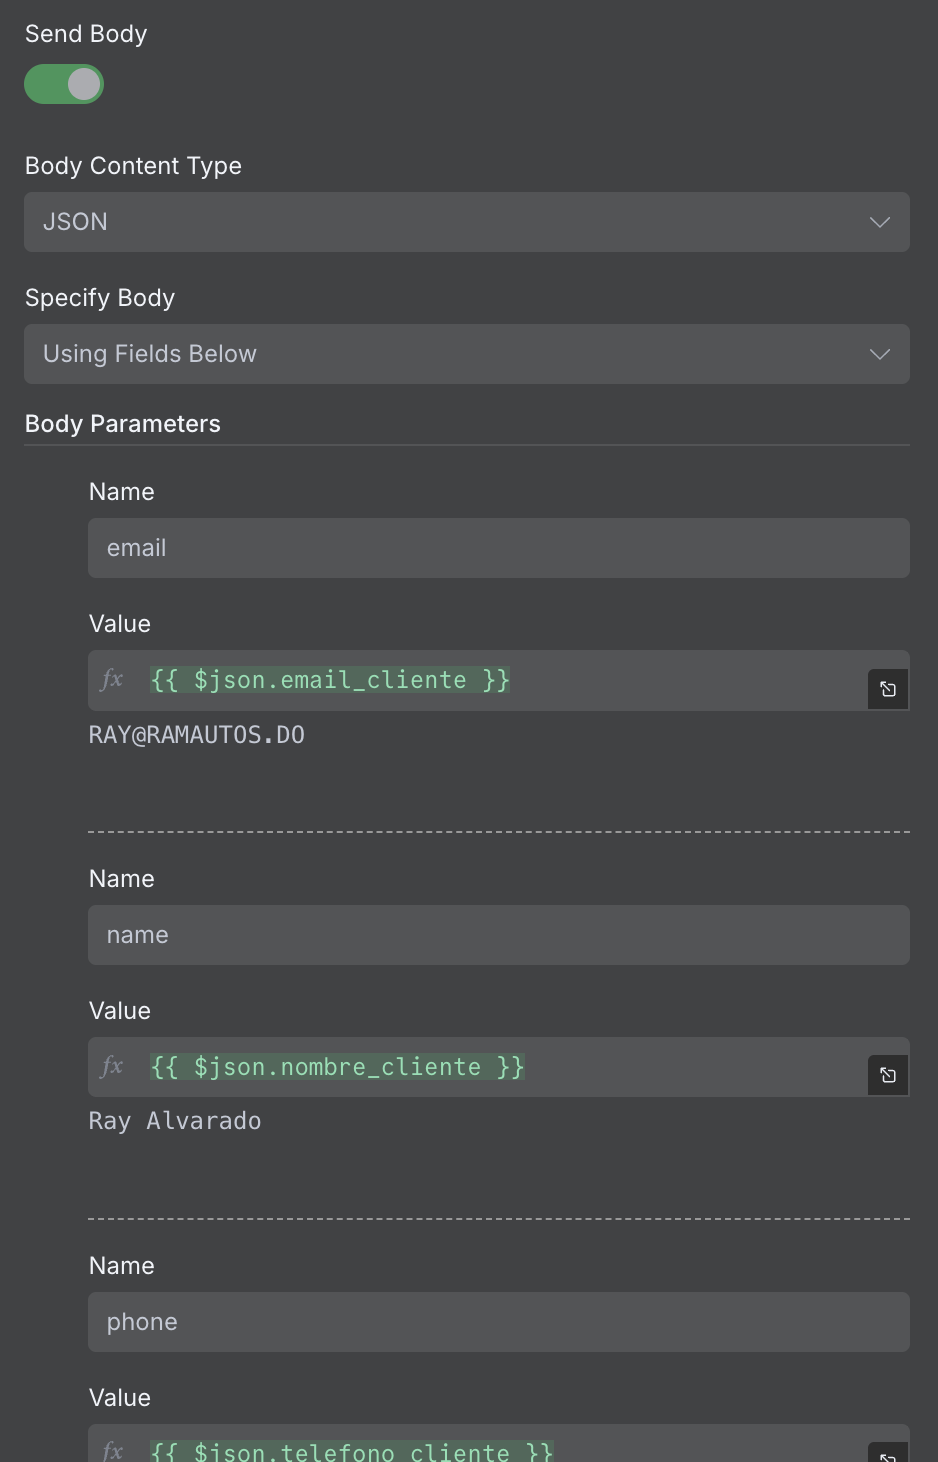 Send Body
Body Content Type
JSON
Specify Body
Using Fields Below
Body Parameters
Name
email
Value
fx {{ $json.email_cliente }}
RAY@RAMAUTOS.DO
Name
name
Value
fx {{ $json.nombre_cliente }}
Ray Alvarado
Name
phone
Value
fx {{ $json.telefono_cliente }}